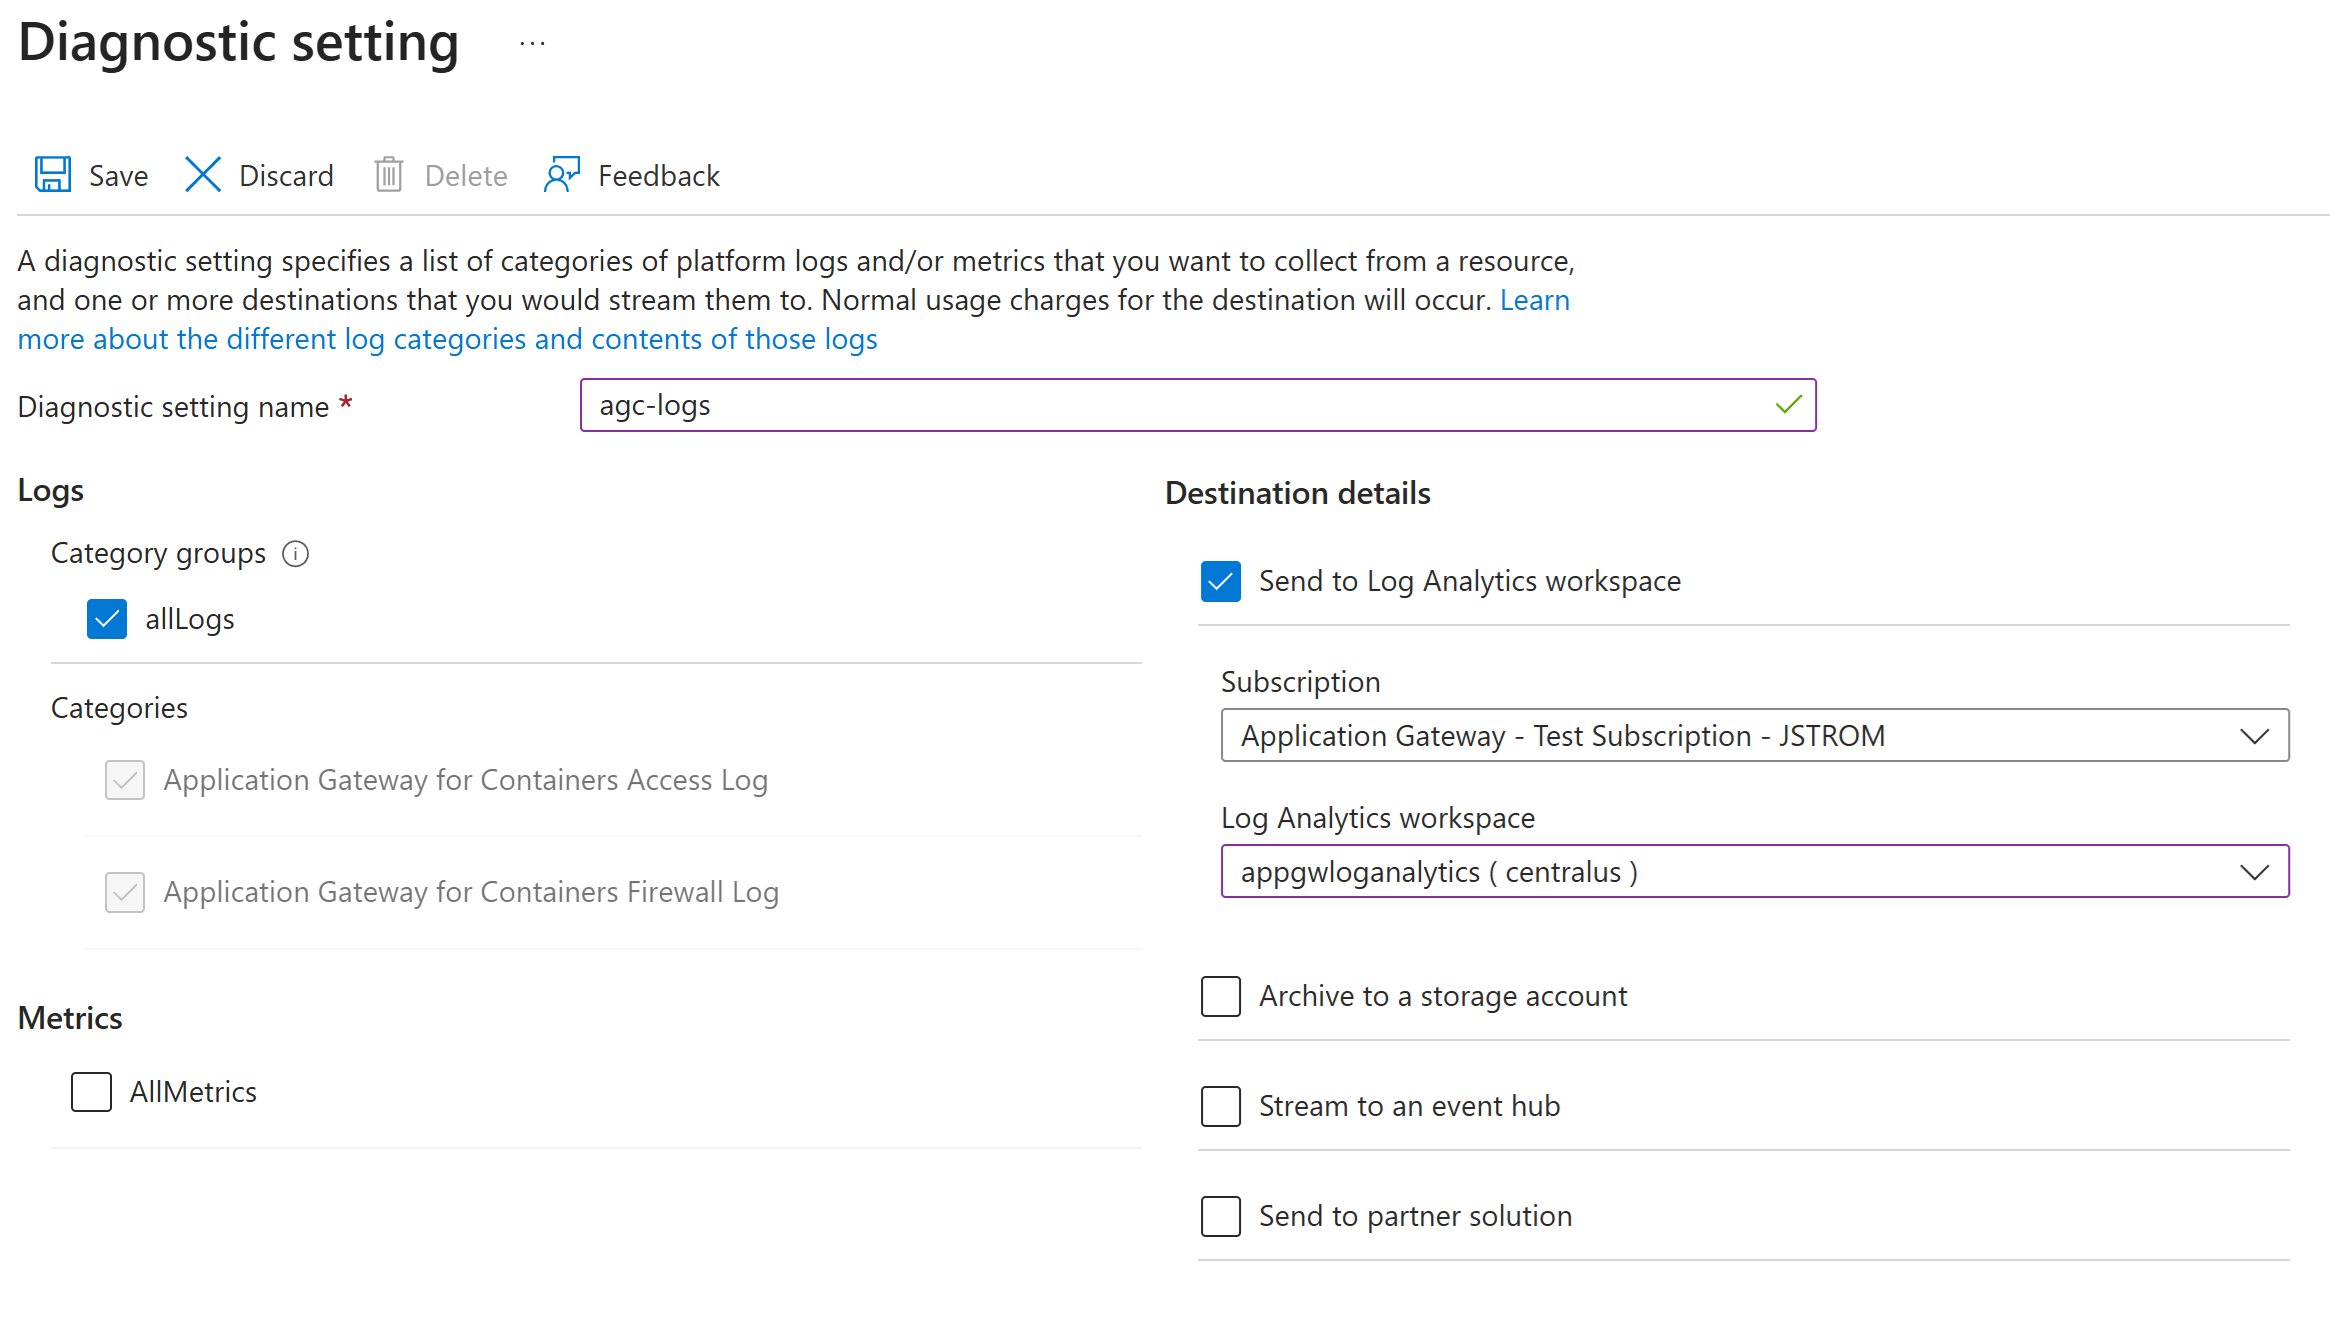 Diagnostic setting ...
Save Discard Delete Feedback
A diagnostic setting specifies a list of categories of platform logs and/or metrics that you want to collect from a resource,
and one or more destinations that you would stream them to. Normal usage charges for the destination will occur. Learn
more about the different log categories and contents of those logs
Diagnostic setting name *
agc-logs
Logs
Category groups
allLogs
Categories
Application Gateway for Containers Access Log
Application Gateway for Containers Firewall Log
Metrics
AllMetrics
Destination details
Send to Log Analytics workspace
Subscription
Application Gateway - Test Subscription - JSTROM
Log Analytics workspace
appgwloganalytics ( centralus )
Archive to a storage account
Stream to an event hub
Send to partner solution